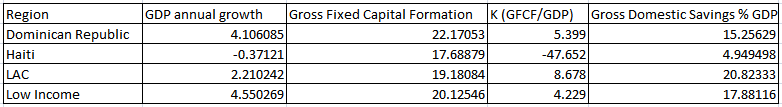 Region GDP annual growth Gross Fixed Capital Formation K (GFCF/GDP) Gross Domestic Savings % GDP
Dominican Republic 4.106085 22.17053 5.399 15.25629
Haiti -0.37121 17.68879 -47.652 4.949498
LAC 2.210242 19.18084 8.678 20.82333
Low Income 4.550269 20.12546 4.229 17.88116